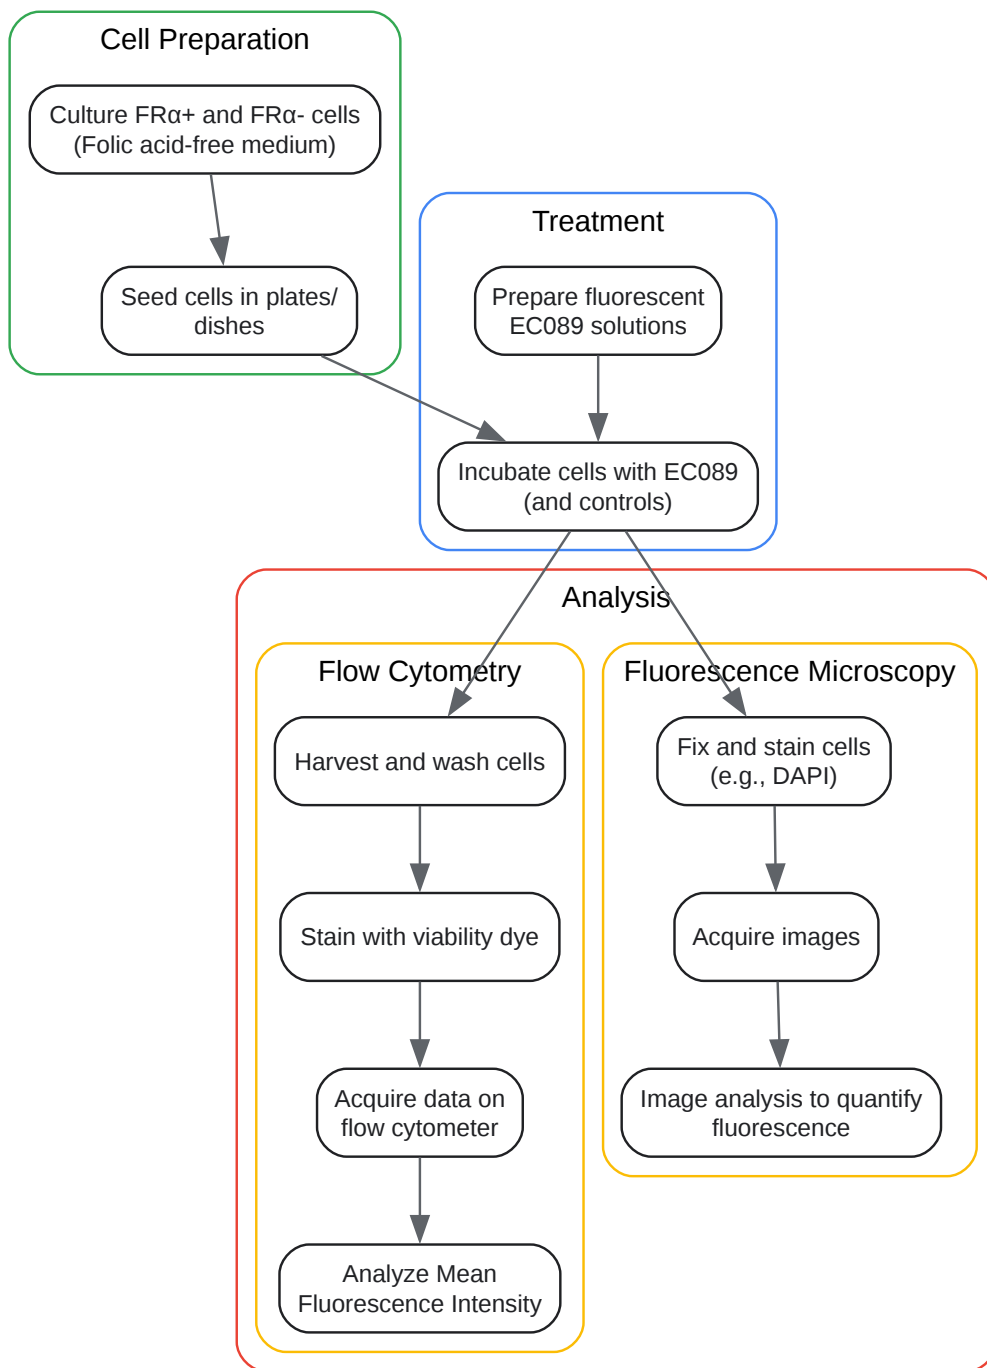 Cell Preparation
Culture FRα+ and FRα- cells
(Folic acid-free medium)
Seed cells in plates/
dishes
Treatment
Prepare fluorescent
EC089 solutions
Incubate cells with EC089
(and controls)
Analysis
Flow Cytometry
Harvest and wash cells
Stain with viability dye
Acquire data on
flow cytometer
Analyze Mean
Fluorescence Intensity
Fluorescence Microscopy
Fix and stain cells
(e.g., DAPI)
Acquire images
Image analysis to quantify
fluorescence